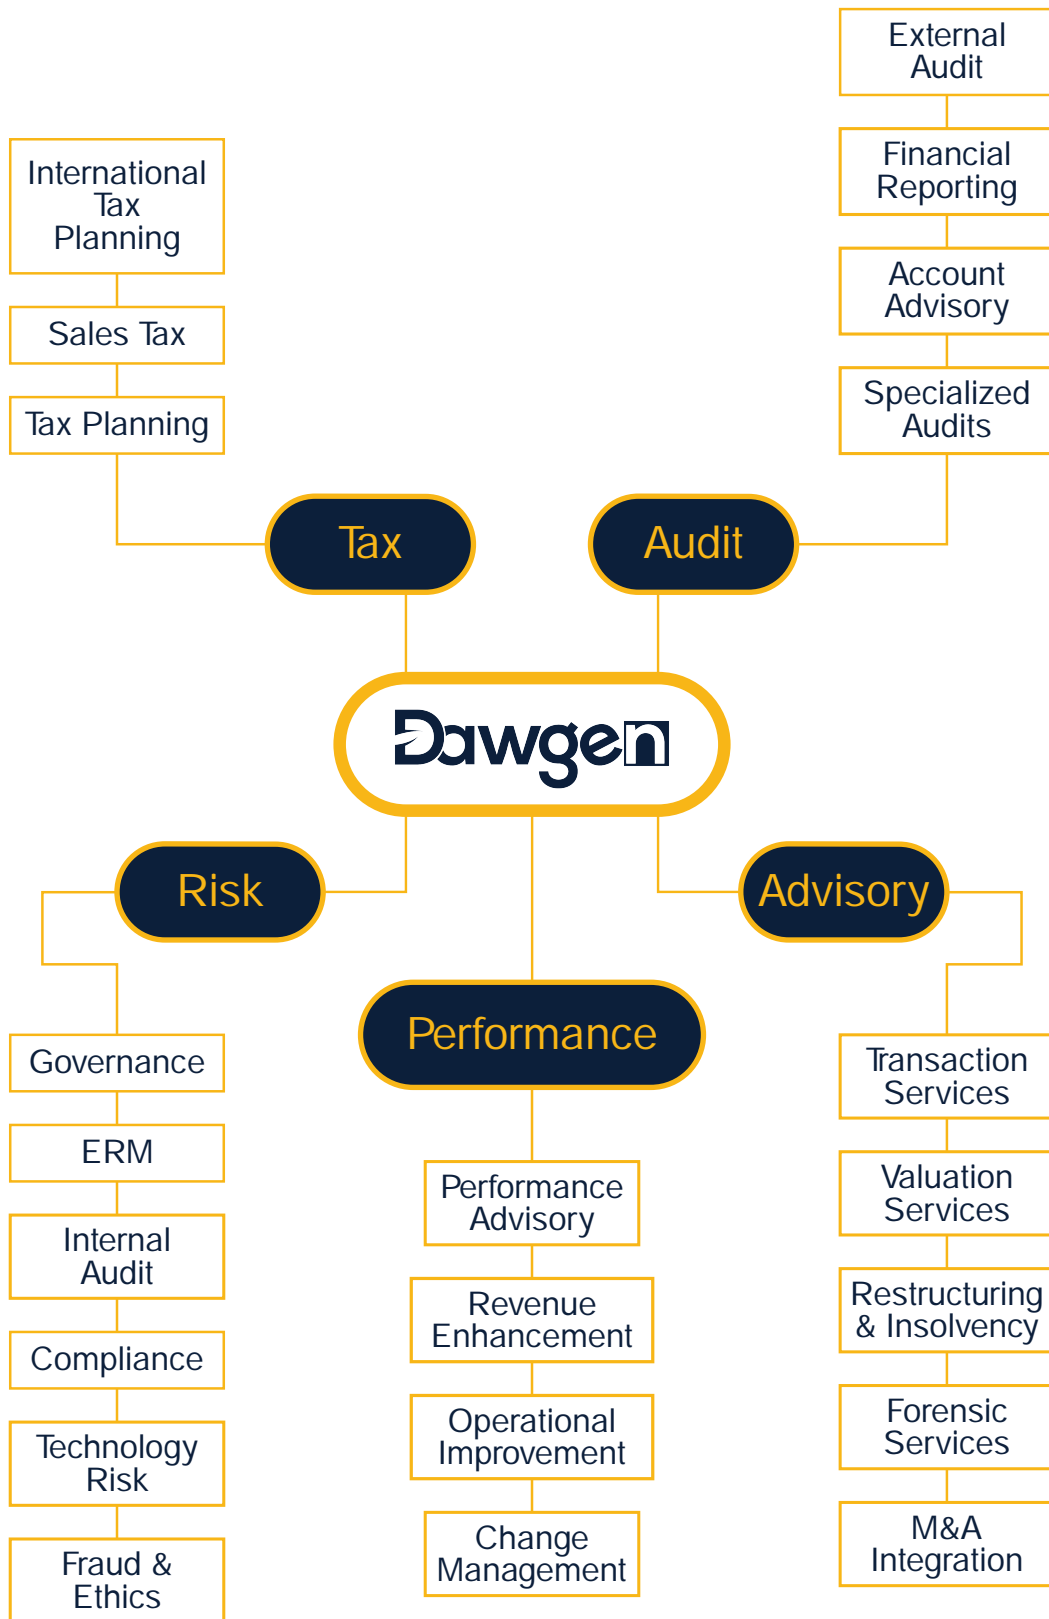 External
Audit
Financial
Reporting
Account
Advisory
Specialized
Audits
International
Tax
Planning
Sales Tax
Tax Planning
Tax
Audit
Dawgen
Risk
Advisory
Performance
Governance
ERM
Internal
Audit
Compliance
Technology
Risk
Fraud &
Ethics
Performance
Advisory
Revenue
Enhancement
Operational
Improvement
Change
Management
Transaction
Services
Valuation
Services
Restructuring
& Insolvency
Forensic
Services
M&A
Integration